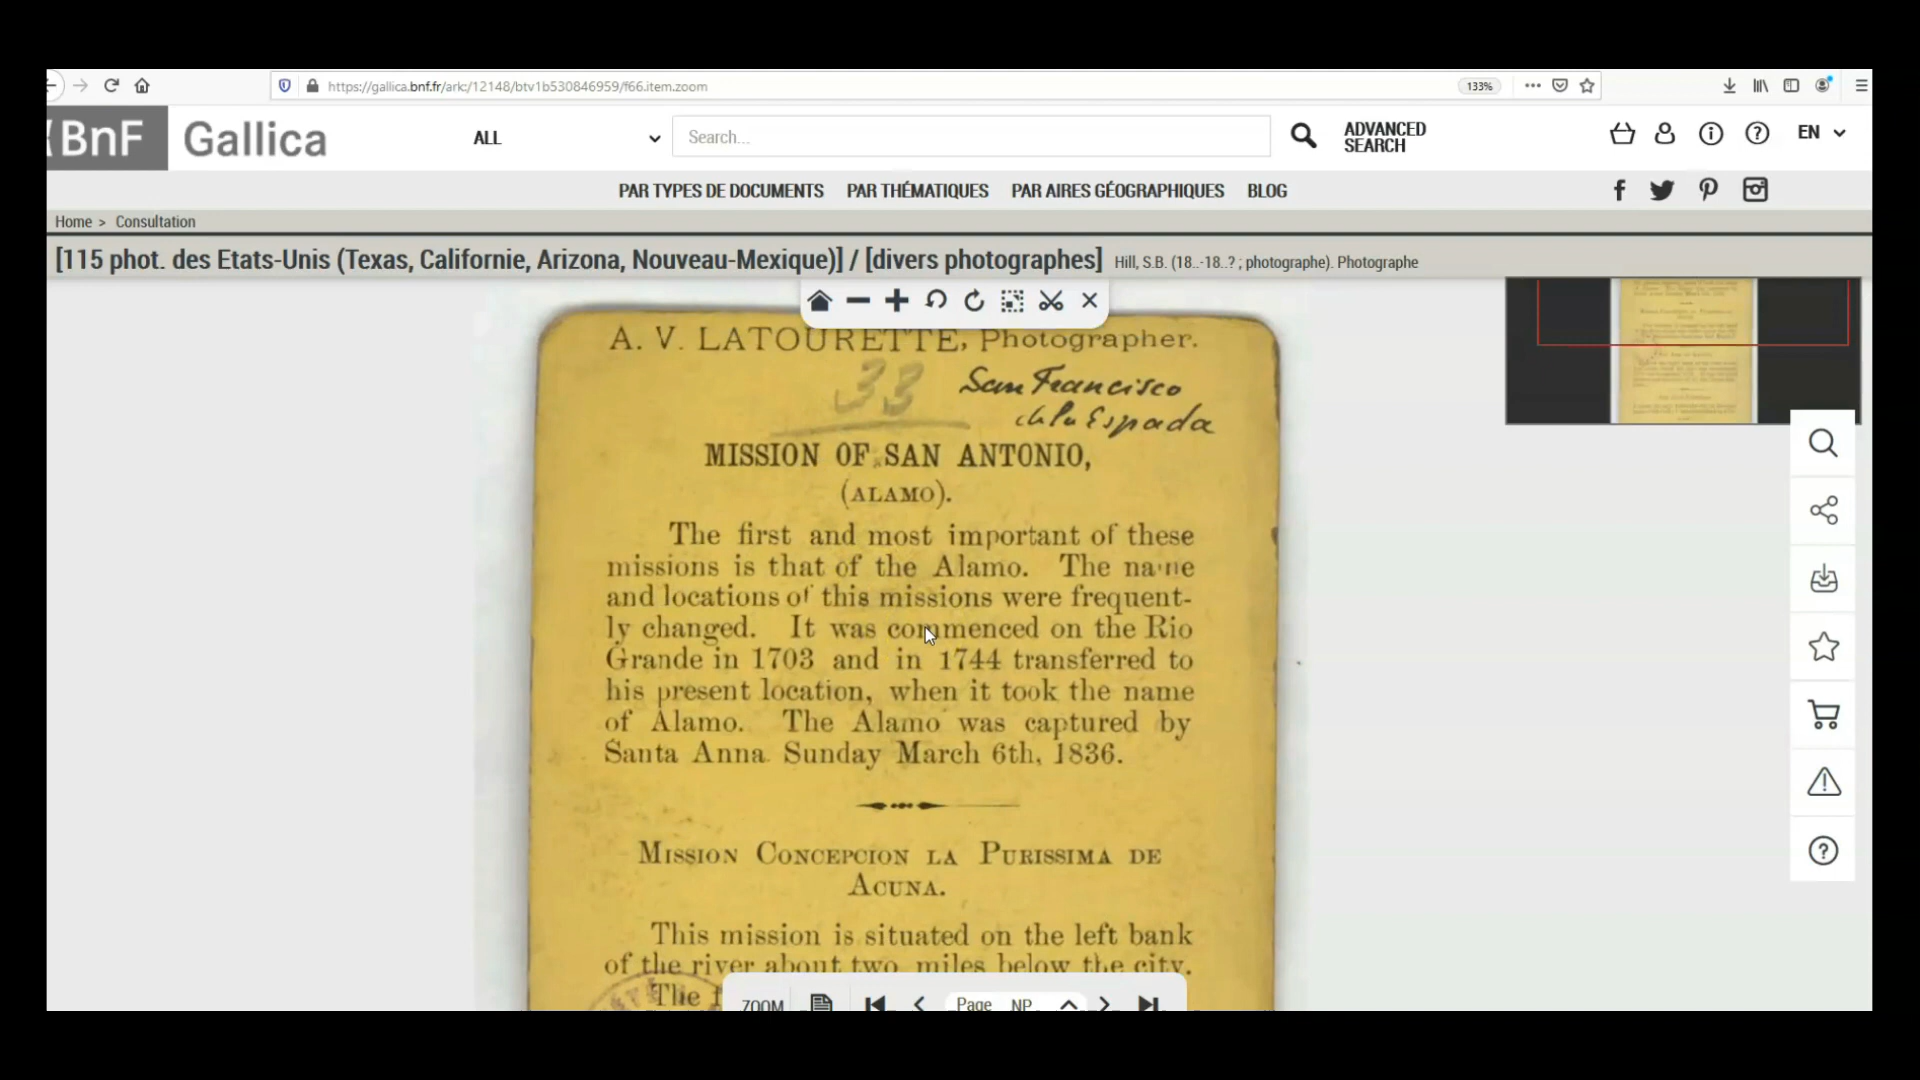 https://gallica.bnf.fr/ark:/12148/btv1b530846959/f66.item.zoom
133%
BnF Gallica
ALL
Search...
ADVANCED SEARCH
EN
PAR TYPES DE DOCUMENTS PAR THÉMATIQUES PAR AIRES GÉOGRAPHIQUES BLOG
Home > Consultation
[115 phot. des Etats-Unis (Texas, Californie, Arizona, Nouveau-Mexique)] / [divers photographes] Hill, S.B. (18..-18..? ; photographe). Photographe
A. V. LATOURETTE, Photographer.
33
San Francisco
de la Espada
MISSION OF SAN ANTONIO,
(ALAMO).
The first and most important of these
missions is that of the Alamo. The name
and locations of this missions were frequent-
ly changed. It was commenced on the Rio
Grande in 1703 and in 1744 transferred to
his present location, when it took the name
of Alamo. The Alamo was captured by
Santa Anna Sunday March 6th, 1836.
MISSION CONCEPCION LA PURISSIMA DE
ACUNA.
This mission is situated on the left bank
of the river about two miles below the city.
The
ZOOM
Page NP